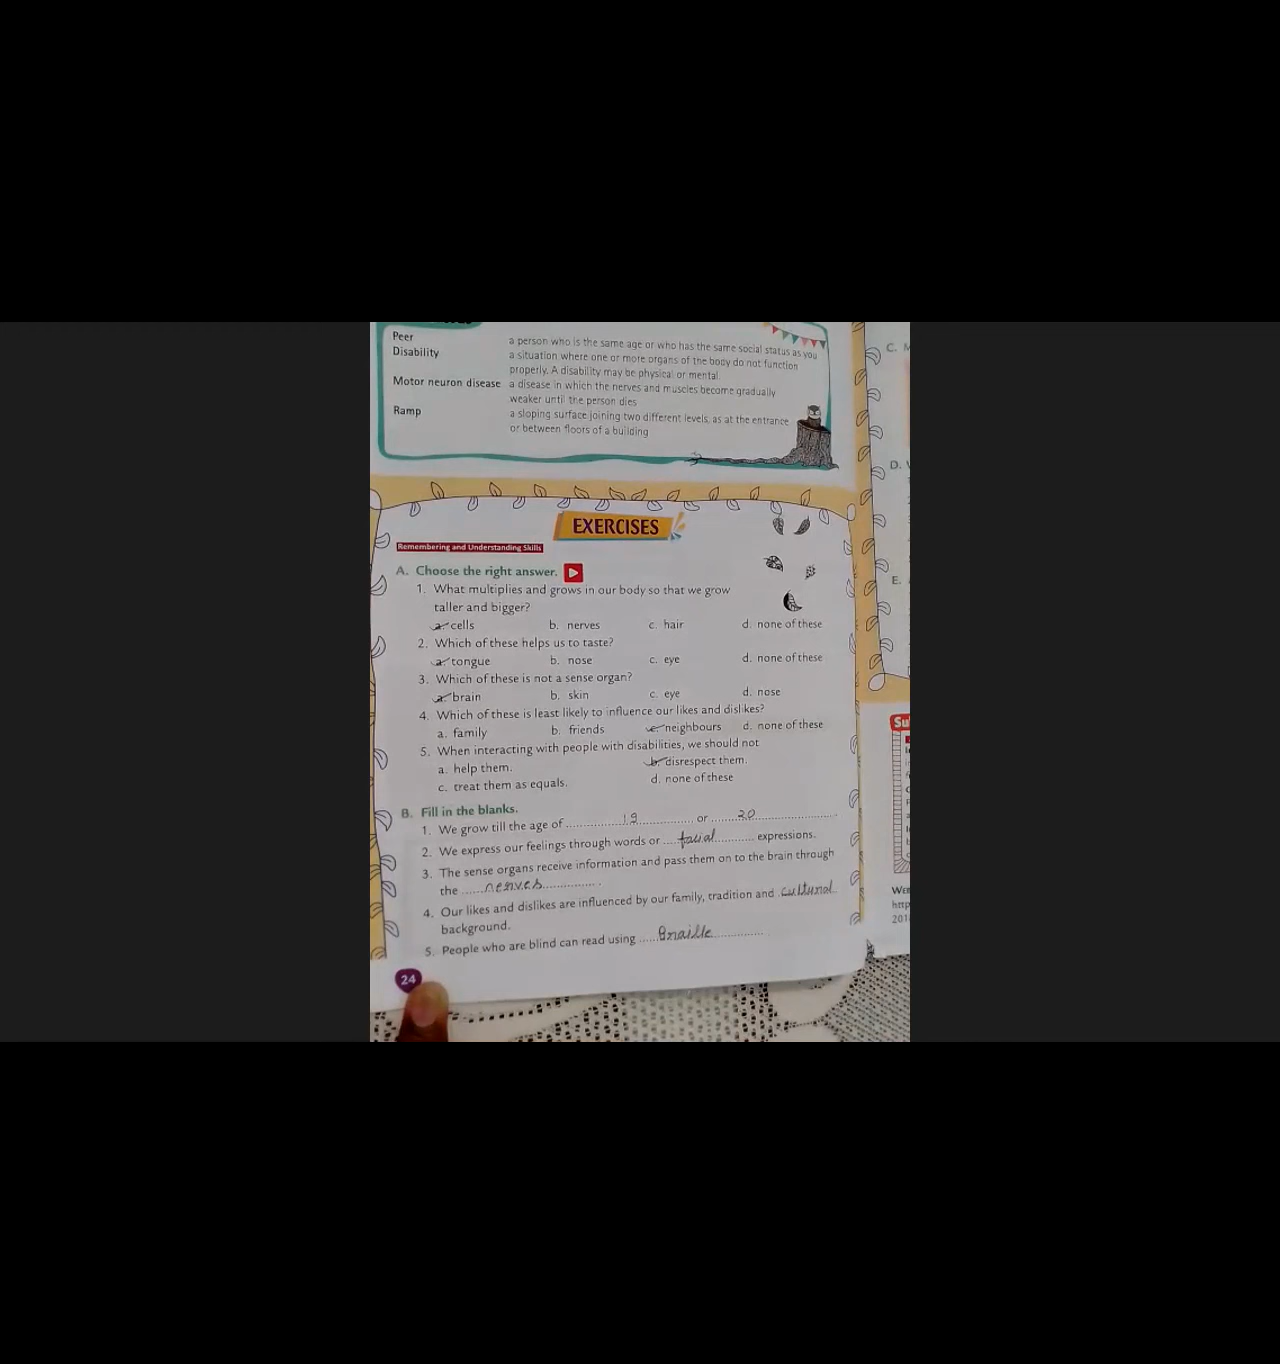 Peer a person who is the same age or who has the same social status as you
Disability a situation where one or more organs of the body do not function
properly. A disability may be physical or mental.
Motor neuron disease a disease in which the nerves and muscles become gradually
weaker until the person dies
Ramp a sloping surface joining two different levels, as at the entrance
or between floors of a building
EXERCISES
Remembering and Understanding Skills
A. Choose the right answer.
1. What multiplies and grows in our body so that we grow
taller and bigger?
a. cells b. nerves c. hair d. none of these
2. Which of these helps us to taste?
a. tongue b. nose c. eye d. none of these
3. Which of these is not a sense organ?
a. brain b. skin c. eye d. nose
4. Which of these is least likely to influence our likes and dislikes?
a. family b. friends c. neighbours d. none of these
5. When interacting with people with disabilities, we should not
a. help them. b. disrespect them.
c. treat them as equals. d. none of these
B. Fill in the blanks.
1. We grow till the age of 19 or 20.
2. We express our feelings through words or facial expressions.
3. The sense organs receive information and pass them on to the brain through
the nerves.
4. Our likes and dislikes are influenced by our family, tradition and cultural
background.
5. People who are blind can read using Braille
24
C. M
D.
E.
Su
201